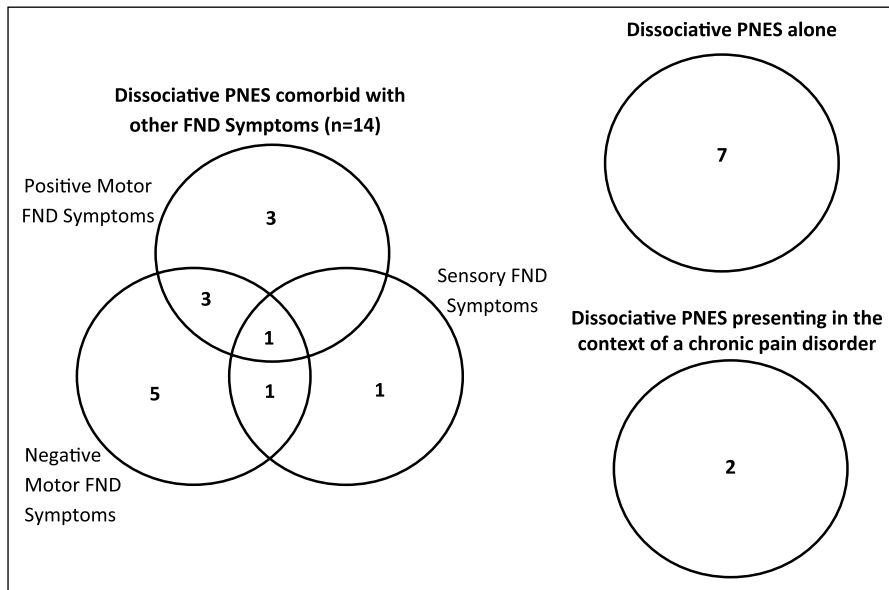 Dissociative PNES comorbid with
other FND Symptoms (n=14)
Positive Motor
FND Symptoms
3
Sensory FND
Symptoms
3
1
5
1
1
Negative
Motor FND
Symptoms
Dissociative PNES alone
7
Dissociative PNES presenting in the
context of a chronic pain disorder
2